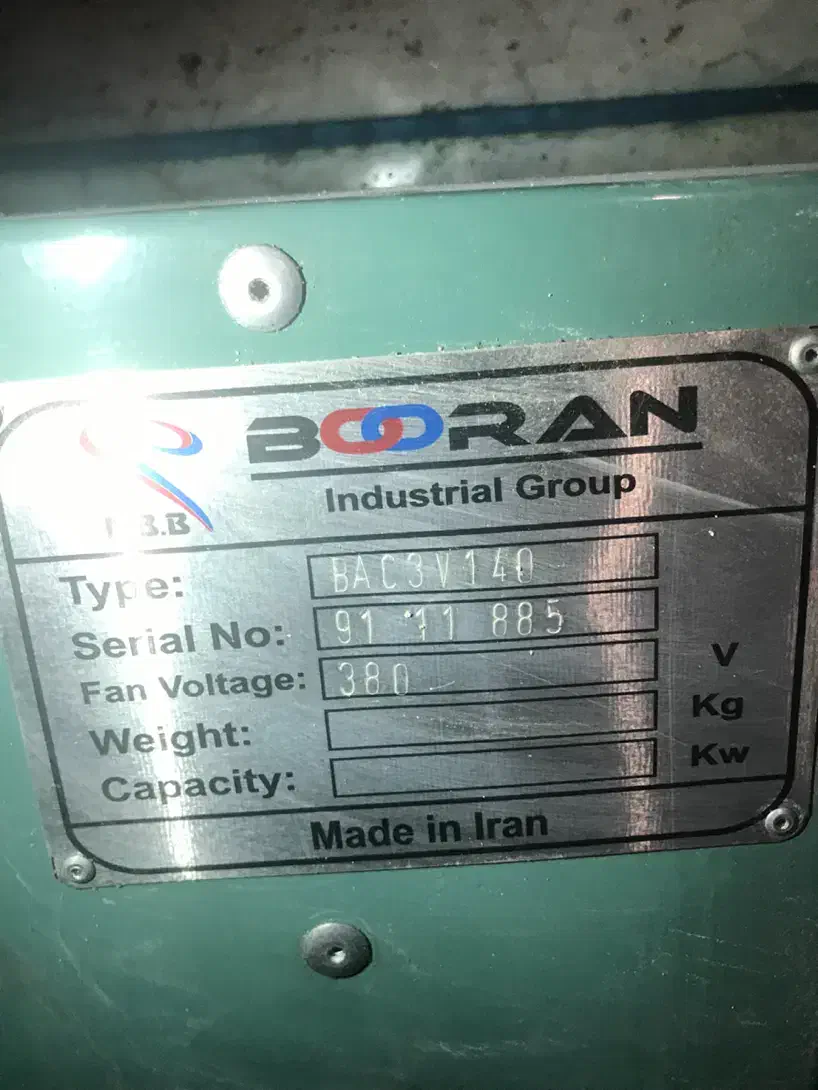 BOORAN
Industrial Group
B.B
Type: BAC3V140
Serial No: 91 11 885
Fan Voltage: 380 V
Weight: Kg
Capacity: Kw
Made in Iran